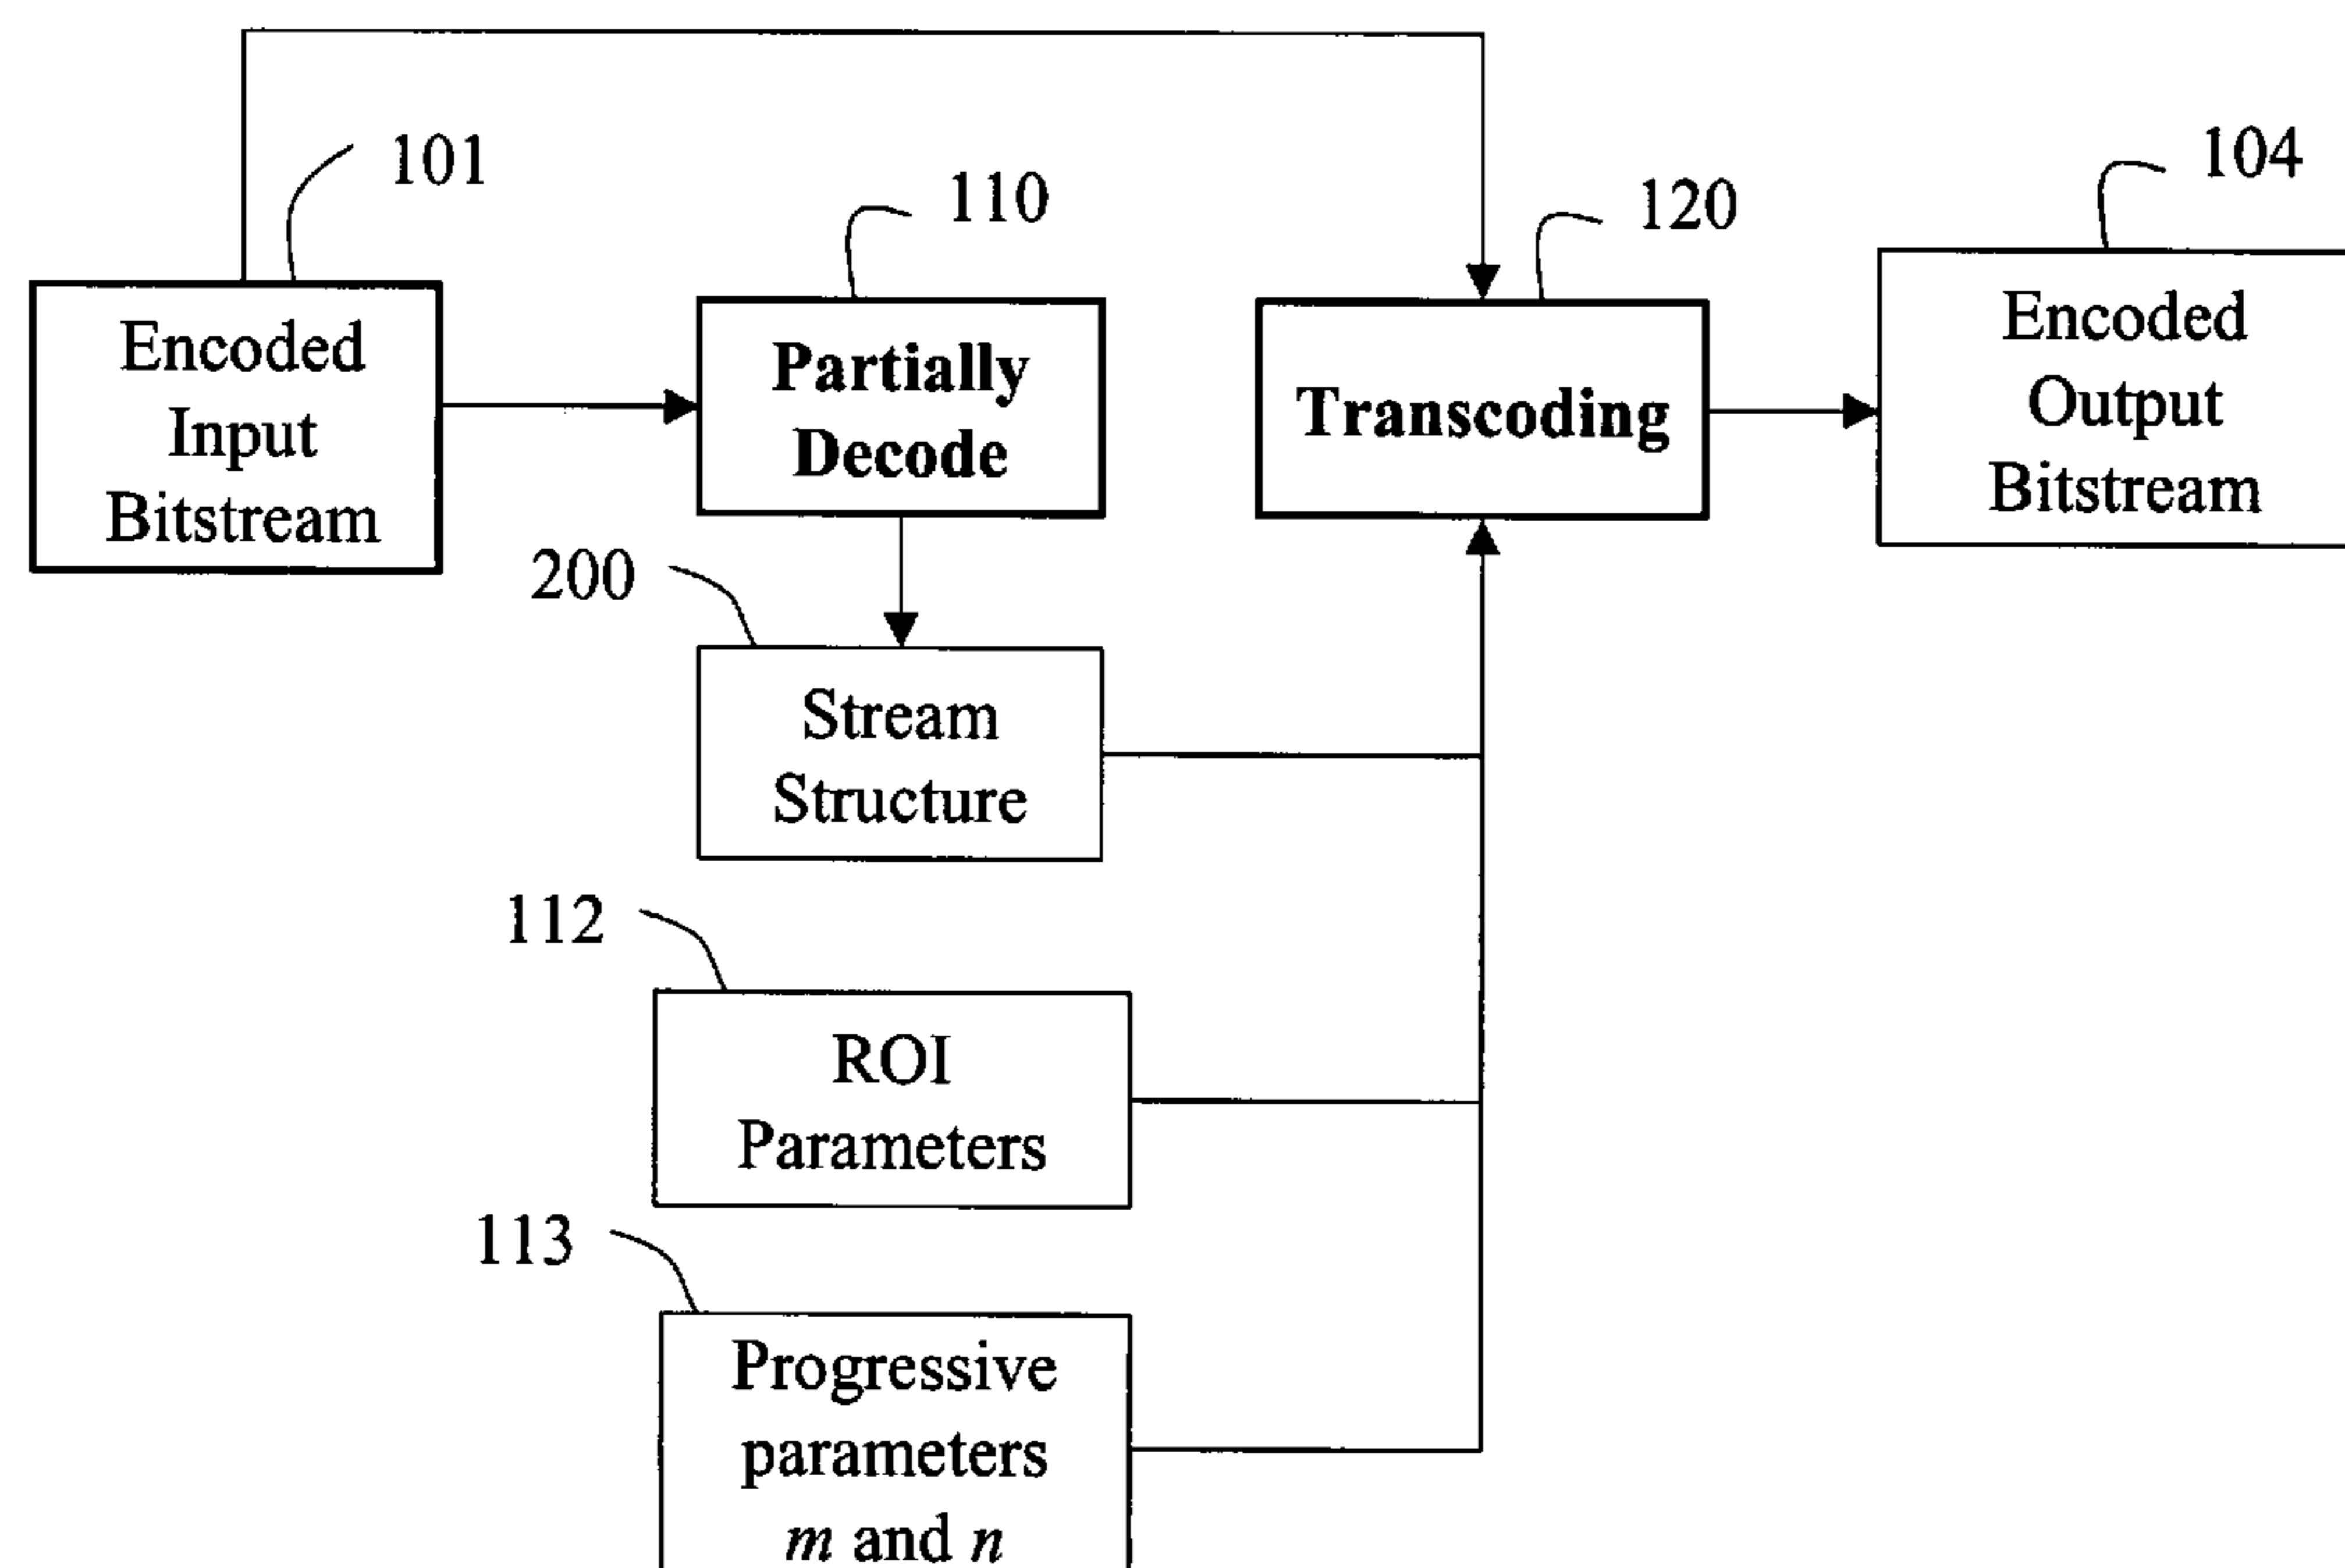 101
110
120
104
Encoded
Input
Bitstream
Partially
Decode
Transcoding
Encoded
Output
Bitstream
200
Stream
Structure
112
ROI
Parameters
113
Progressive
parameters
m and n